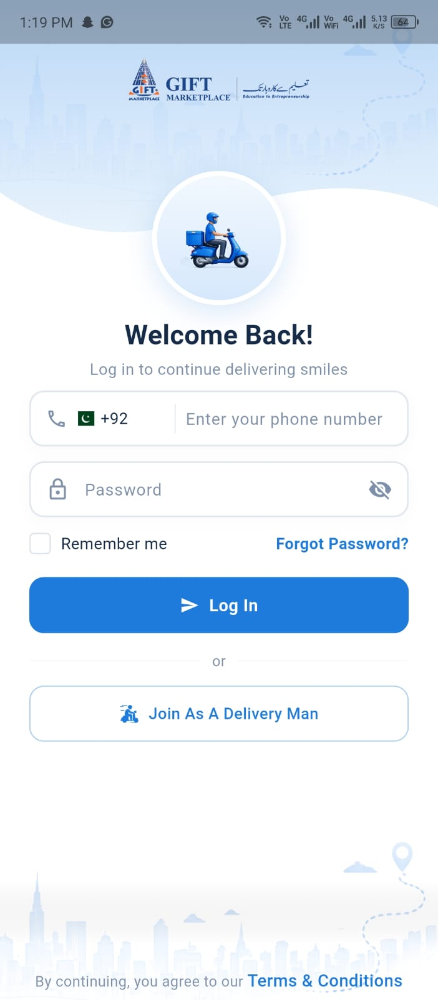 1:19 PM
Vo LTE 4G Vo WiFi 4G 5.13 K/S 64
GIFT MARKETPLACE
GIFT
MARKETPLACE
تعلیم سے کاروبار تک
Education to Entrepreneurship
Welcome Back!
Log in to continue delivering smiles
+92 Enter your phone number
Password
Remember me Forgot Password?
Log In
or
Join As A Delivery Man
By continuing, you agree to our Terms & Conditions